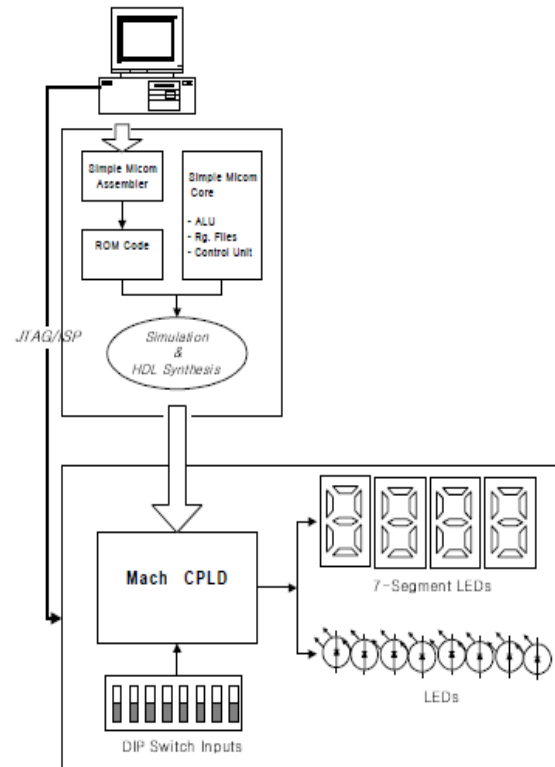 Simple Micom
Assembler
ROM Code
Simple Micom
Core
- ALU
- Rg. Files
- Control Unit
JTAG/ISP
Simulation
&
HDL Synthesis
Mach CPLD
7-Segment LEDs
LEDs
DIP Switch Inputs